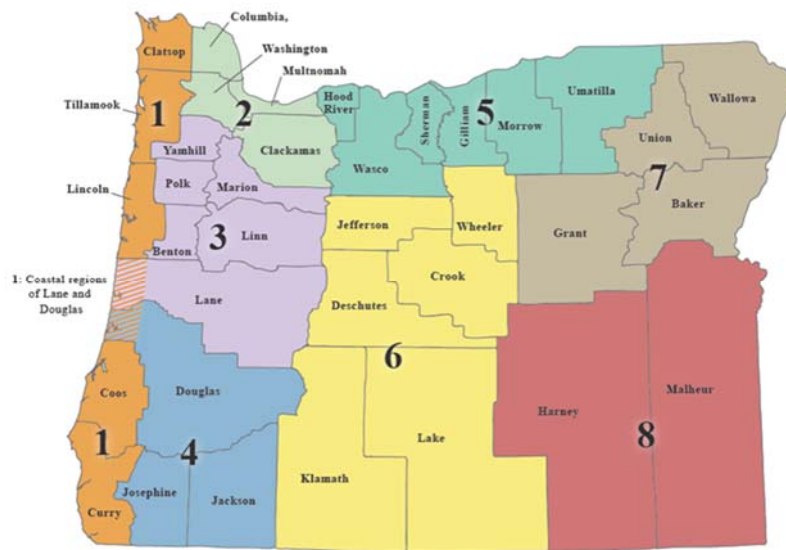 Columbia,
Clatsop
Washington
Multnomah
Tillamook
1
2
Hood
River
Sherman
Gilliam
5
Morrow
Umatilla
Wallowa
Union
Yamhill
Clackamas
Wasco
7
Polk
Marion
Lincoln
Baker
Jefferson
Wheeler
Grant
3
Linn
Benton
Crook
1: Coastal regions
of Lane and
Douglas
Lane
Deschutes
6
Coos
Douglas
Malheur
Harney
1
4
Lake
8
Klamath
Josephine
Jackson
Curry